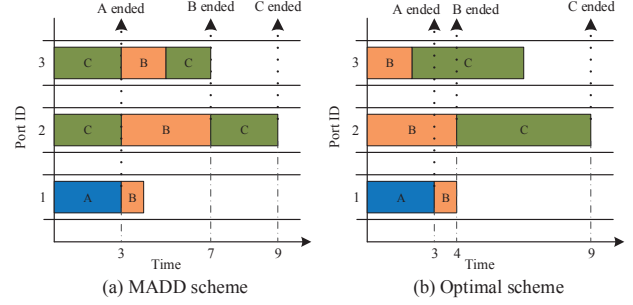 A ended
B ended
C ended
3
C
B
C
2
C
B
C
1
A
B
Port ID
3
7
9
Time
(a) MADD scheme
A ended
B ended
C ended
3
B
C
2
B
C
1
A
B
Port ID
3
4
9
Time
(b) Optimal scheme